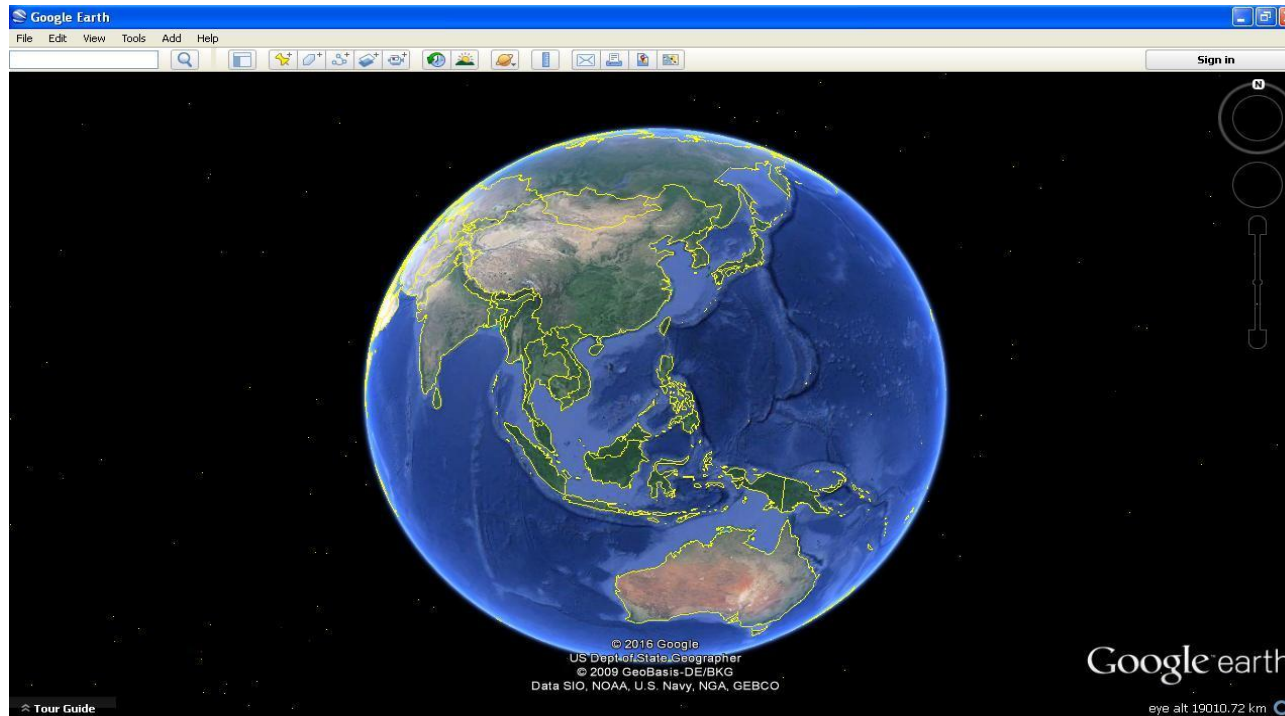 Google Earth
File Edit View Tools Add Help
Sign in
N
© 2016 Google
US Dept of State Geographer
© 2009 GeoBasis-DE/BKG
Data SIO, NOAA, U.S. Navy, NGA, GEBCO
Google earth
Tour Guide
eye alt 19010.72 km